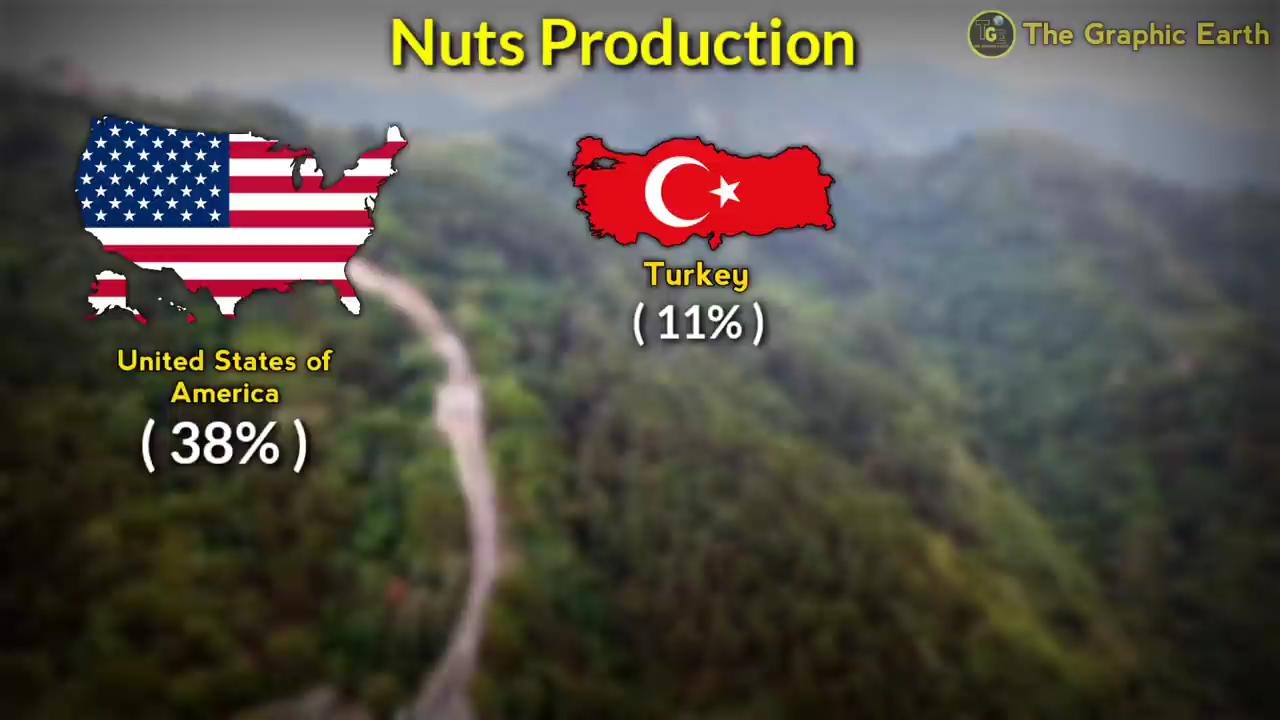 Nuts Production
The Graphic Earth
United States of
America
( 38% )
Turkey
( 11% )